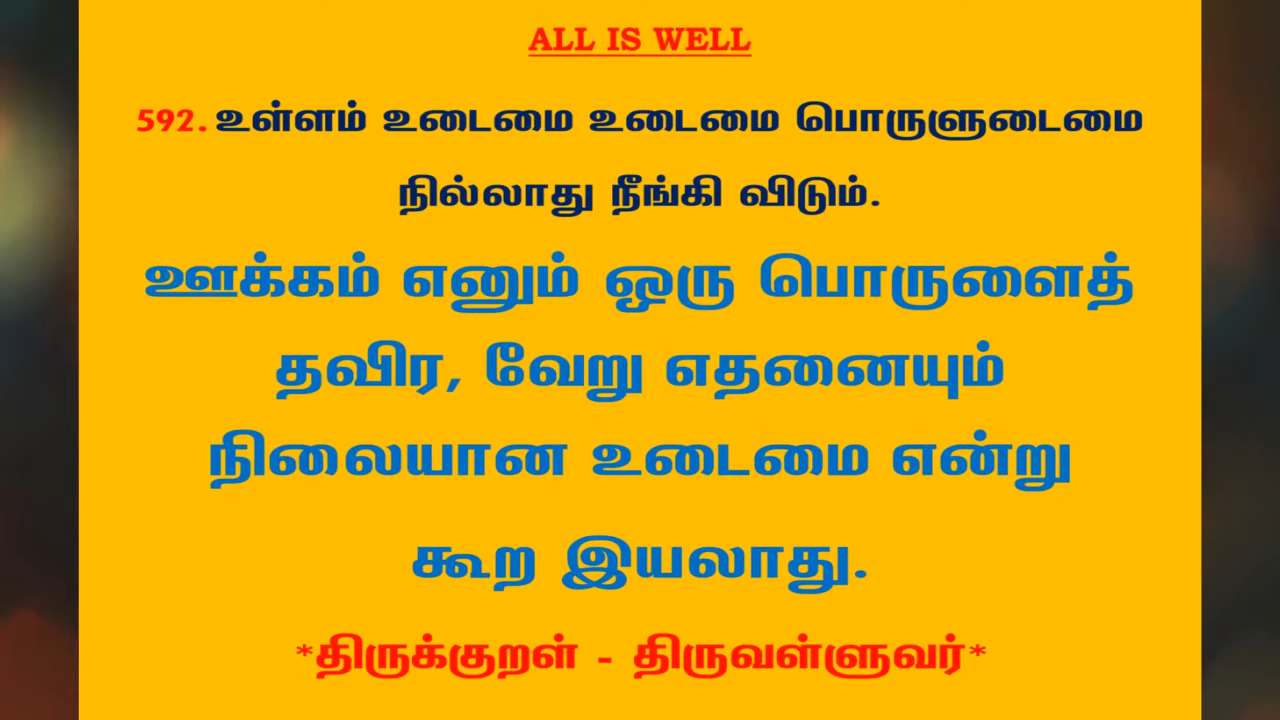 ALL IS WELL
592. உள்ளம் உடைமை உடைமை பொருளுடைமை
நில்லாது நீங்கி விடும்.
ஊக்கம் எனும் ஒரு பொருளைத்
தவிர, வேறு எதனையும்
நிலையான உடைமை என்று
கூற இயலாது.
*திருக்குறள் - திருவள்ளுவர்*